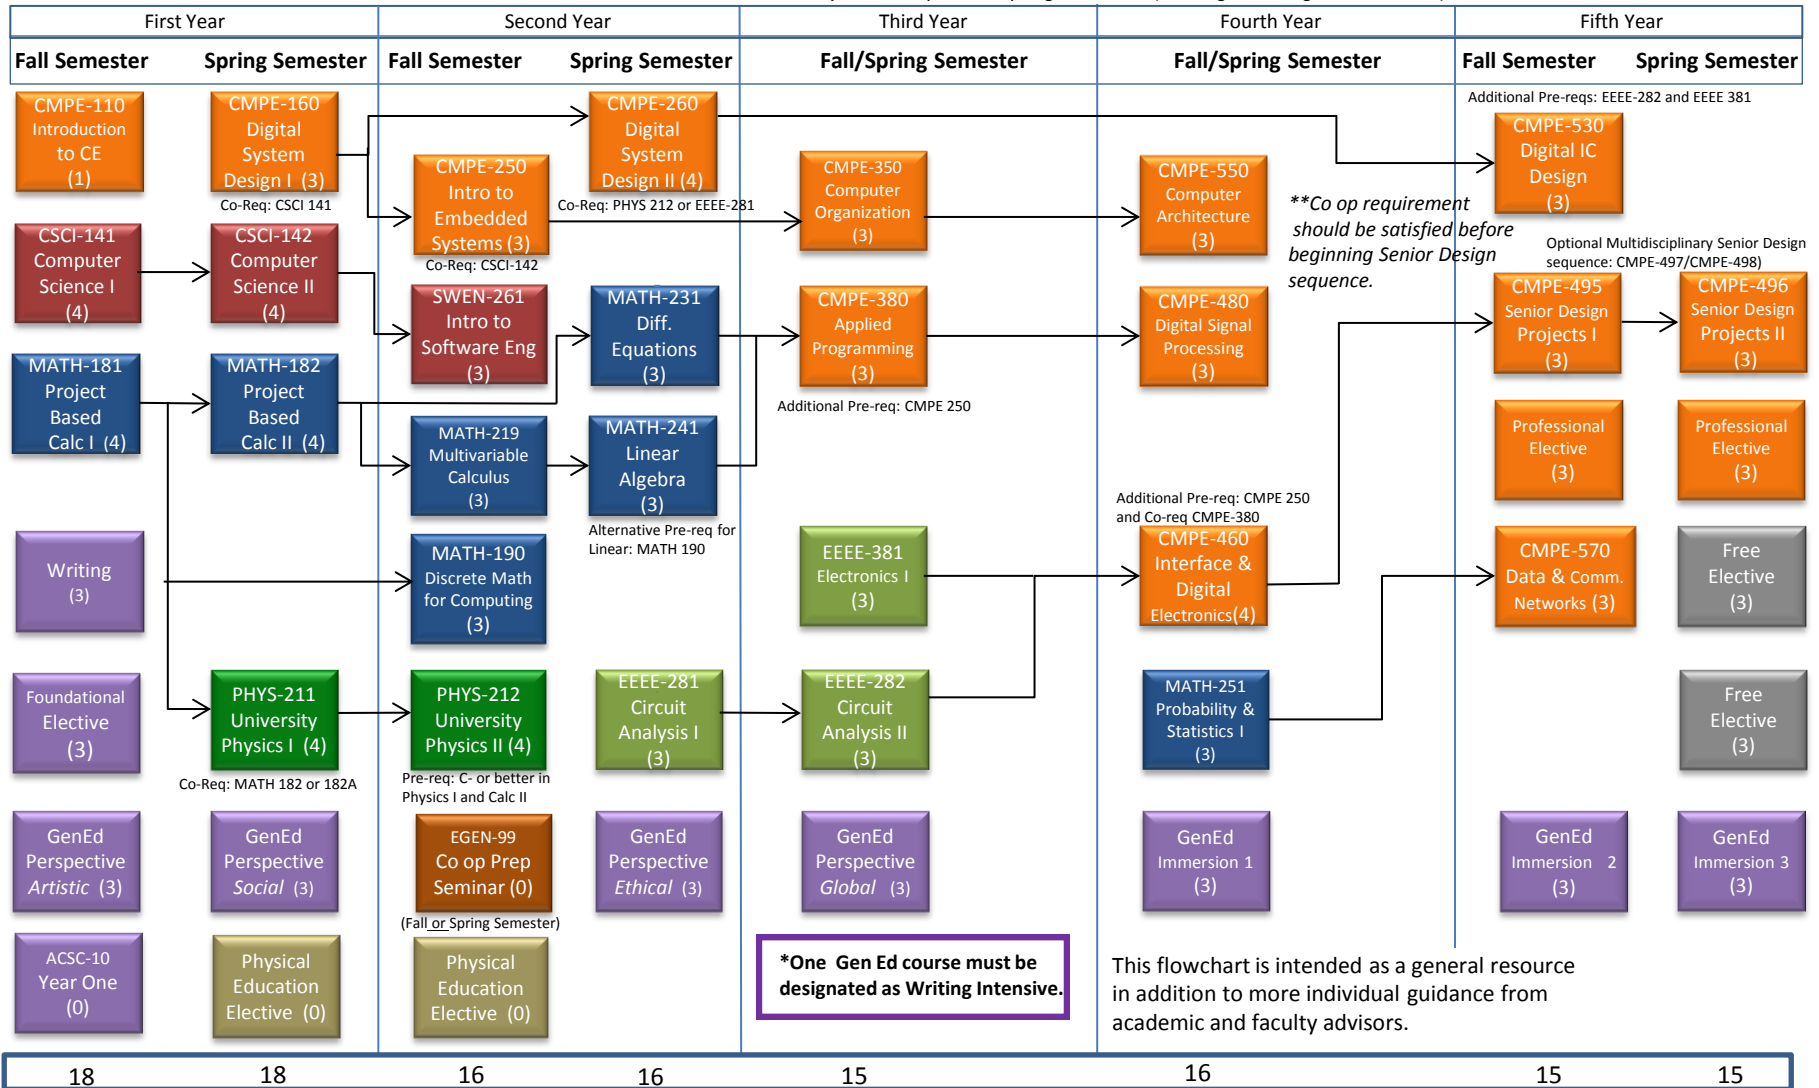 First Year
Second Year
Third Year
Fourth Year
Fifth Year
Fall Semester
Spring Semester
Fall Semester
Spring Semester
Fall/Spring Semester
Fall/Spring Semester
Fall Semester
Spring Semester
CMPE-110
Introduction
to CE
(1)
CMPE-160
Digital
System
Design I (3)
Co-Req: CSCI 141
CMPE-250
Intro to
Embedded
Systems (3)
Co-Req: CSCI-142
CMPE-260
Digital
System
Design II (4)
Co-Req: PHYS 212 or EEEE-281
CMPE-350
Computer
Organization
(3)
CMPE-550
Computer
Architecture
(3)
Additional Pre-reqs: EEEE-282 and EEEE 381
CMPE-530
Digital IC
Design
(3)
**Co op requirement
should be satisfied before
beginning Senior Design
sequence.
CSCI-141
Computer
Science I
(4)
CSCI-142
Computer
Science II
(4)
SWEN-261
Intro to
Software Eng
(3)
MATH-231
Diff.
Equations
(3)
CMPE-380
Applied
Programming
(3)
Additional Pre-req: CMPE 250
CMPE-480
Digital Signal
Processing
(3)
Optional Multidisciplinary Senior Design
sequence: CMPE-497/CMPE-498)
CMPE-495
Senior Design
Projects I
(3)
CMPE-496
Senior Design
Projects II
(3)
MATH-181
Project
Based
Calc I (4)
MATH-182
Project
Based
Calc II (4)
MATH-219
Multivariable
Calculus
(3)
MATH-241
Linear
Algebra
(3)
Alternative Pre-req for
Linear: MATH 190
Professional
Elective
(3)
Professional
Elective
(3)
Writing
(3)
MATH-190
Discrete Math
for Computing
(3)
EEEE-381
Electronics I
(3)
Additional Pre-req: CMPE 250
and Co-req CMPE-380
CMPE-460
Interface &
Digital
Electronics(4)
CMPE-570
Data & Comm.
Networks (3)
Free
Elective
(3)
Foundational
Elective
(3)
PHYS-211
University
Physics I (4)
Co-Req: MATH 182 or 182A
PHYS-212
University
Physics II (4)
Pre-req: C- or better in
Physics I and Calc II
EEEE-281
Circuit
Analysis I
(3)
EEEE-282
Circuit
Analysis II
(3)
MATH-251
Probability &
Statistics I
(3)
Free
Elective
(3)
GenEd
Perspective
Artistic (3)
GenEd
Perspective
Social (3)
EGEN-99
Co op Prep
Seminar (0)
(Fall or Spring Semester)
GenEd
Perspective
Ethical (3)
GenEd
Perspective
Global (3)
GenEd
Immersion 1
(3)
GenEd
Immersion 2
(3)
GenEd
Immersion 3
(3)
ACSC-10
Year One
(0)
Physical
Education
Elective (0)
Physical
Education
Elective (0)
*One Gen Ed course must be
designated as Writing Intensive.
This flowchart is intended as a general resource
in addition to more individual guidance from
academic and faculty advisors.
18
18
16
16
15
16
15
15